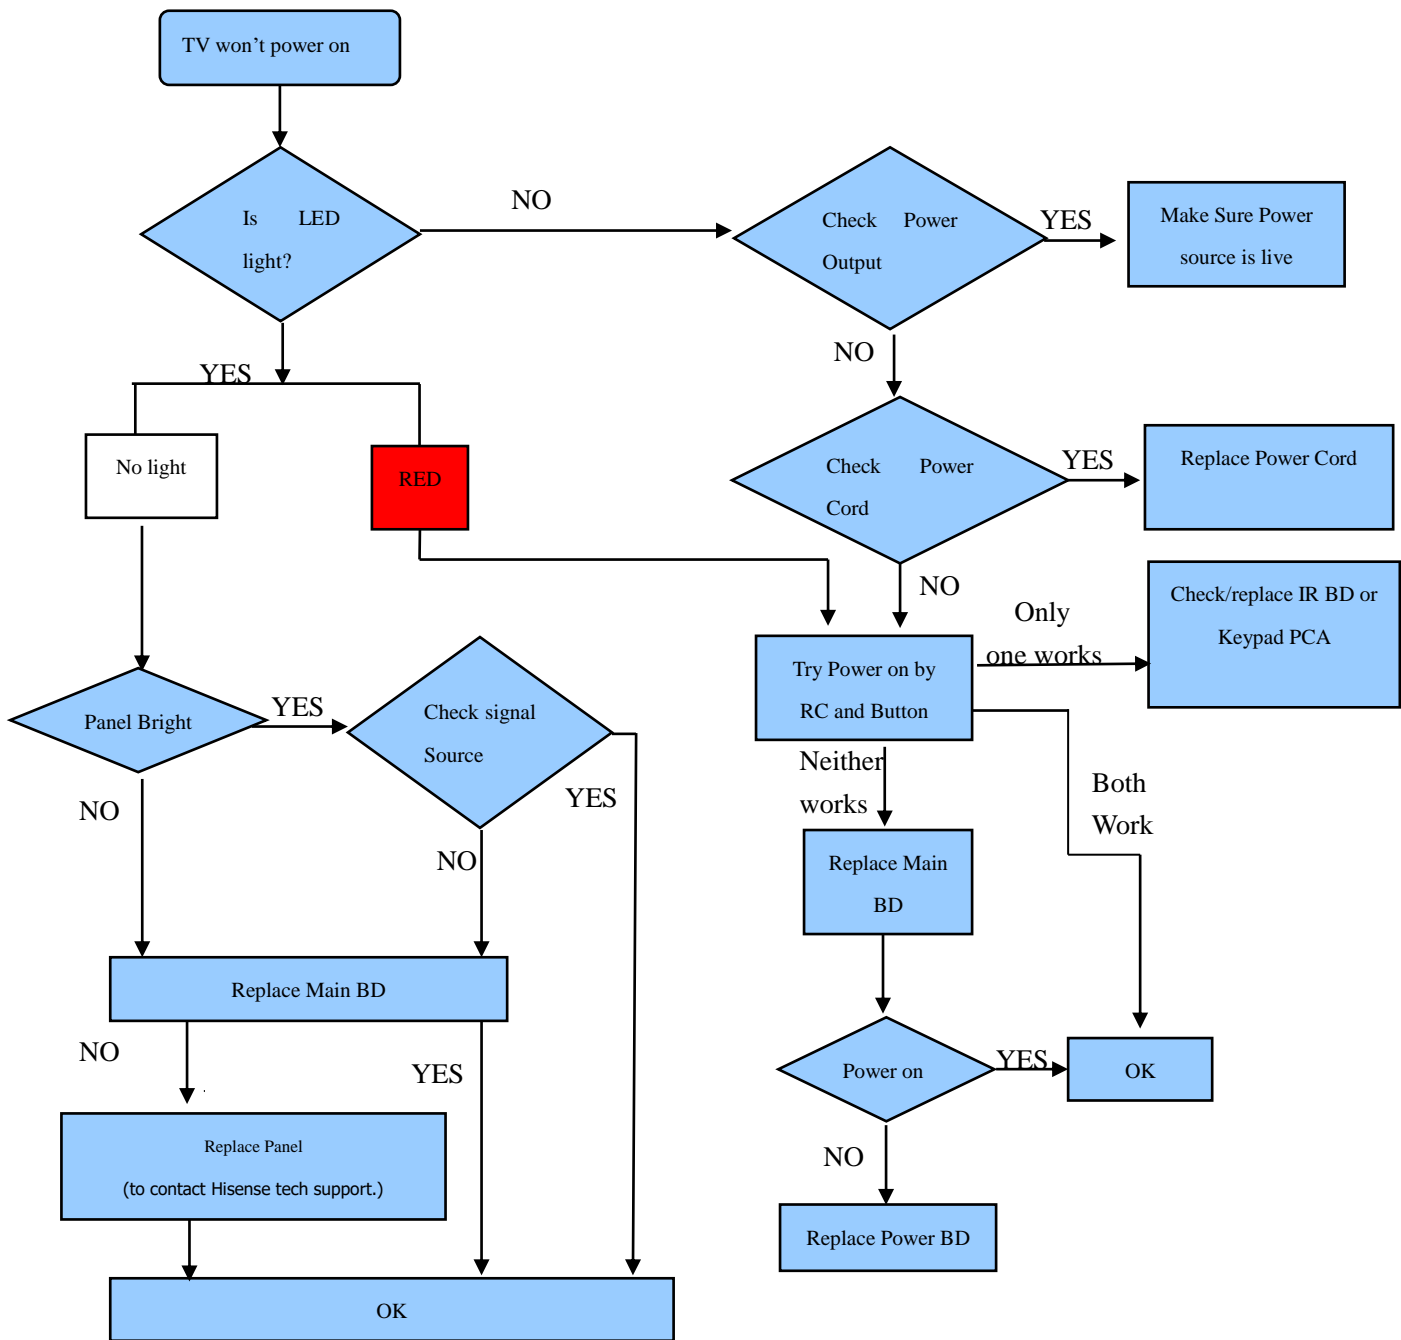 TV won’t power on
Is LED
light?
NO
Check Power
Output
YES
Make Sure Power
source is live
YES
NO
No light
RED
Check Power
Cord
YES
Replace Power Cord
NO
Only
one works
Check/replace IR BD or
Keypad PCA
Try Power on by
RC and Button
Panel Bright
YES
Check signal
Source
NO
YES
NO
Neither
works
Both
Work
Replace Main
BD
Replace Main BD
NO
YES
Power on
YES
OK
Replace Panel
(to contact Hisense tech support.)
NO
Replace Power BD
OK